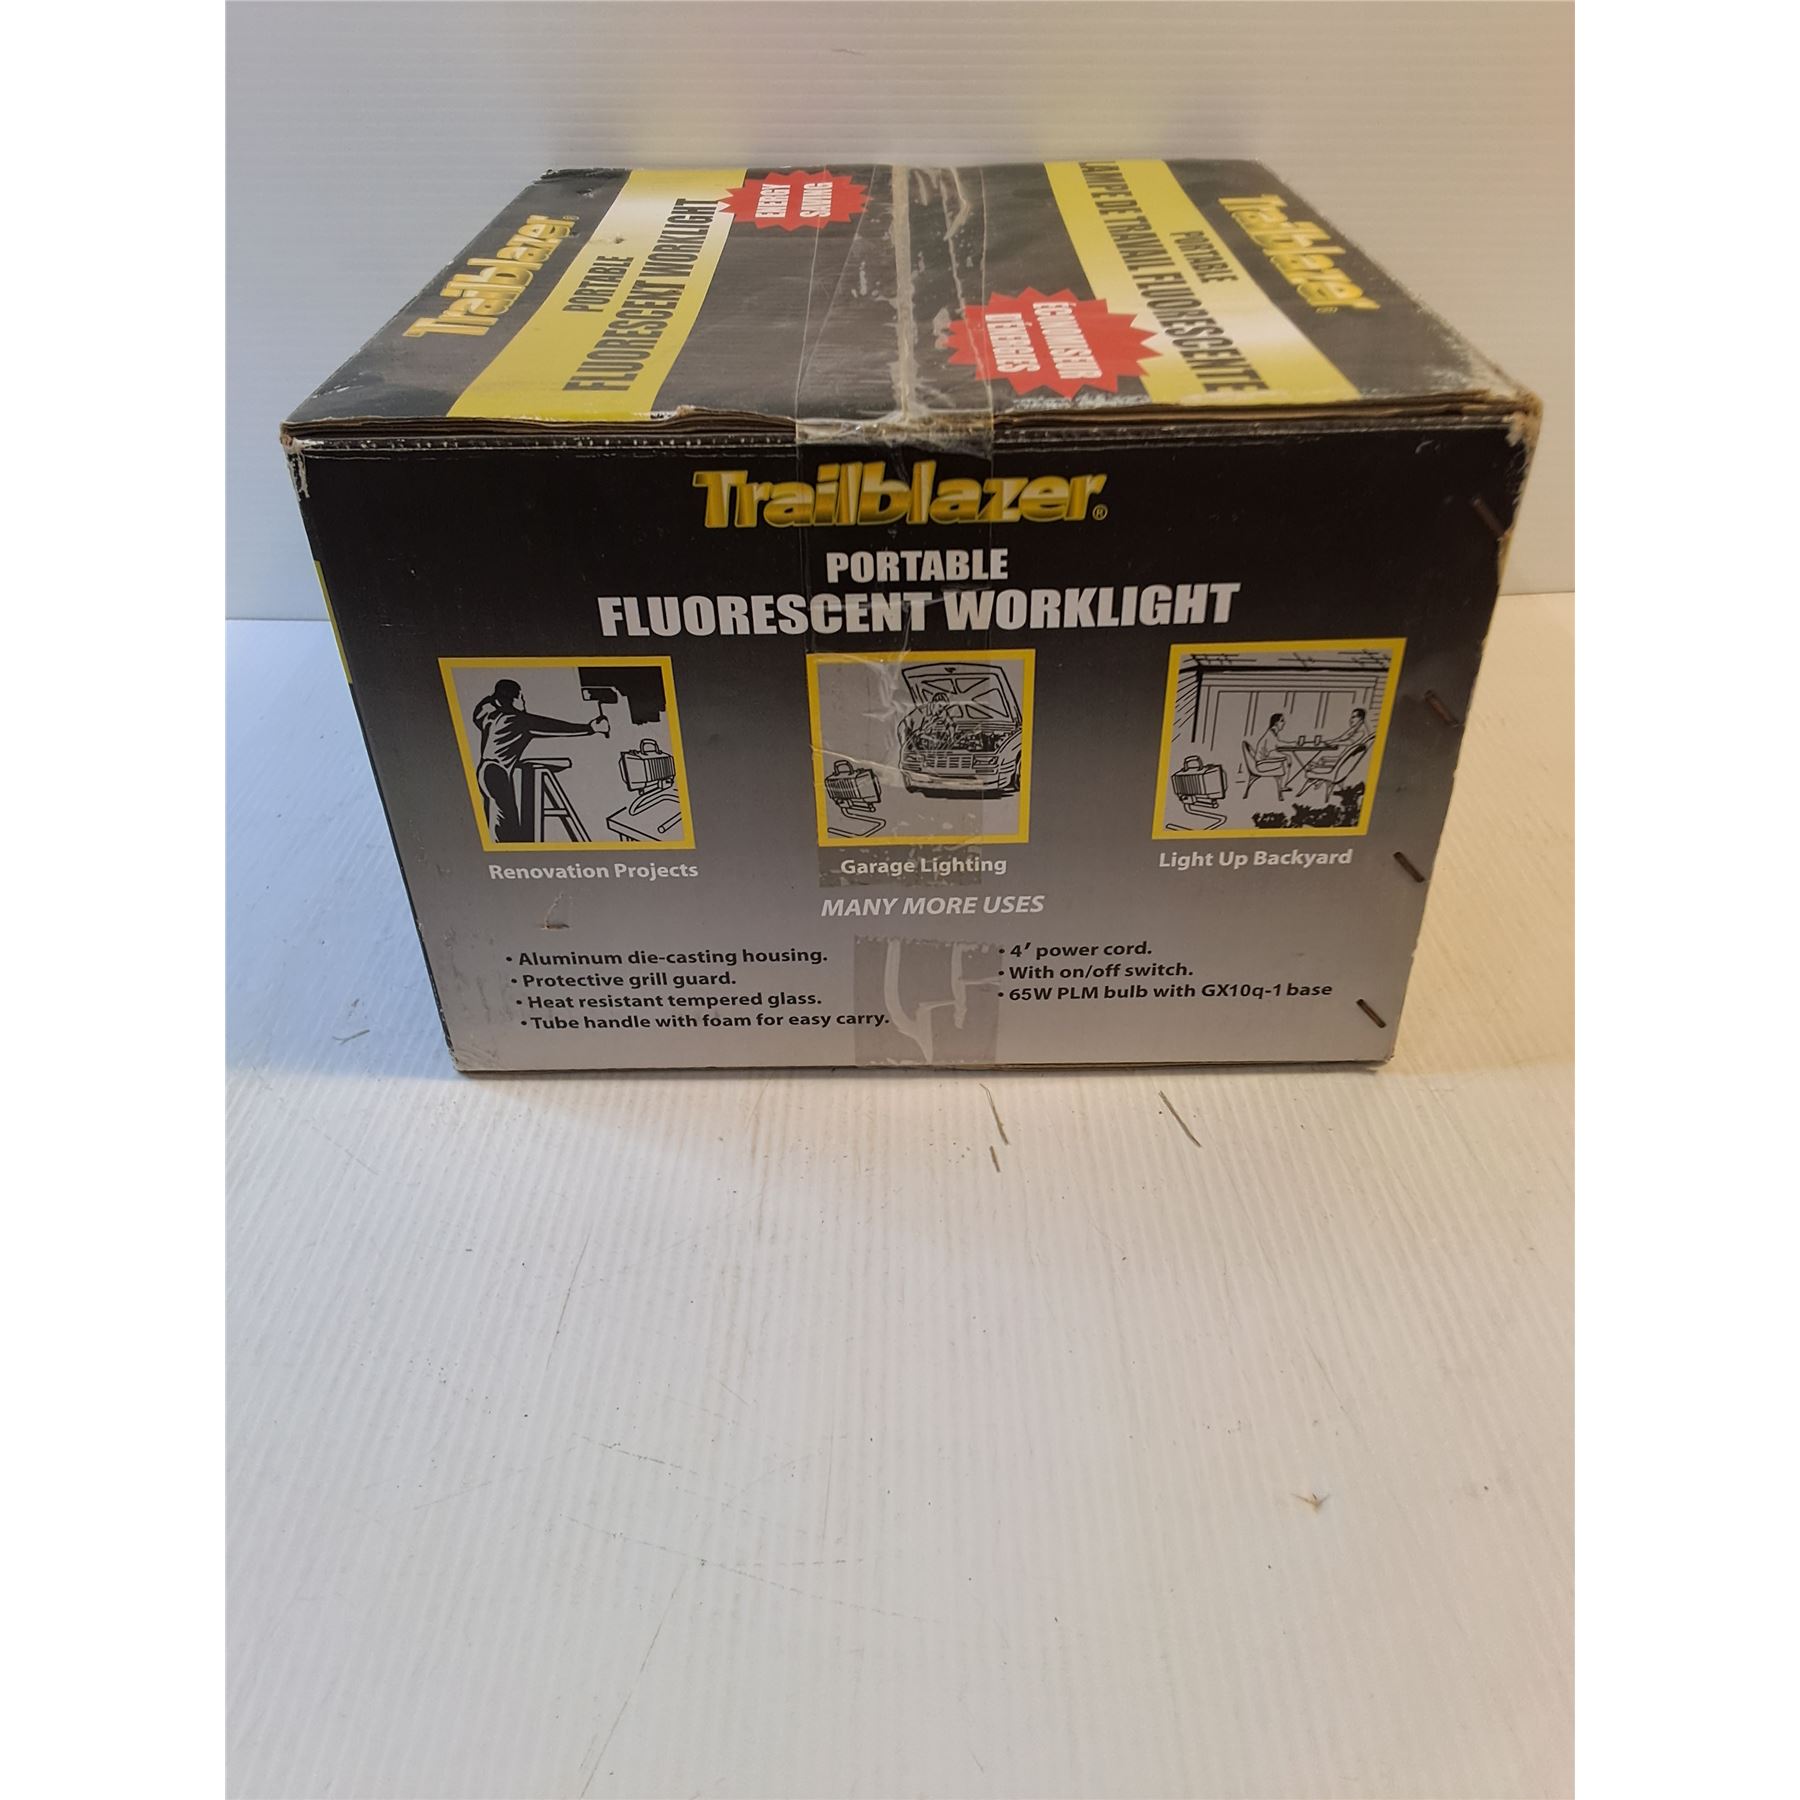 Trailblazer®
PORTABLE
FLUORESCENT WORKLIGHT
ENERGY
SAVING
Trailblazer®
PORTABLE
LAMPE DE TRAVAIL FLUORESCENTE
ÉCONOMISEUR
D'ÉNERGIES
Trailblazer®
PORTABLE
FLUORESCENT WORKLIGHT
Renovation Projects
Garage Lighting
Light Up Backyard
MANY MORE USES
• Aluminum die-casting housing.
• Protective grill guard.
• Heat resistant tempered glass.
• Tube handle with foam for easy carry.
• 4′ power cord.
• With on/off switch.
• 65W PLM bulb with GX10q-1 base